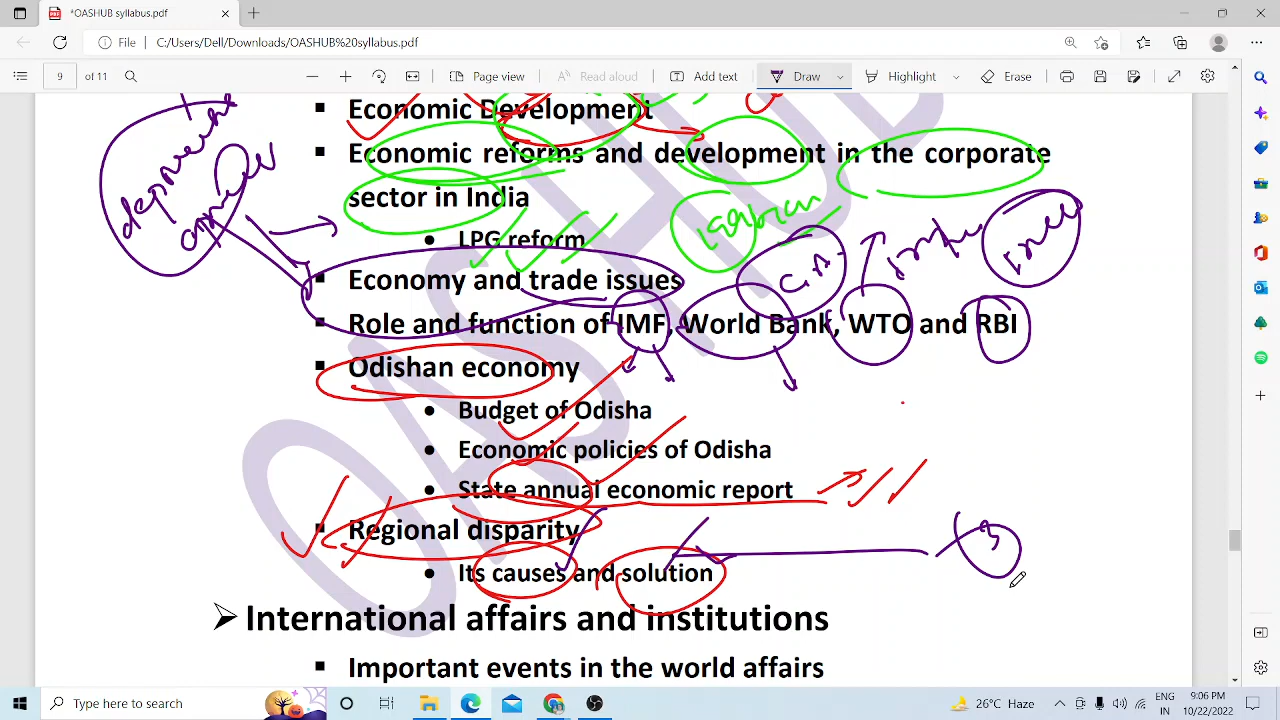 *OASHUB syllabus.pdf
File C:/Users/Dell/Downloads/OASHUB%20syllabus.pdf
9 of 11 Page view Read aloud Add text Draw Highlight Erase
Economic Development
Economic reforms and development in the corporate
sector in India
LPG reform
Economy and trade issues
C.A.
Role and function of IMF, World Bank, WTO and RBI
Odishan economy
Budget of Odisha
Economic policies of Odisha
State annual economic report
Regional disparity
Its causes and solution
International affairs and institutions
Important events in the world affairs
OASHUB
Type here to search
26°C Haze
ENG
IN
9:06 PM
10/22/2022